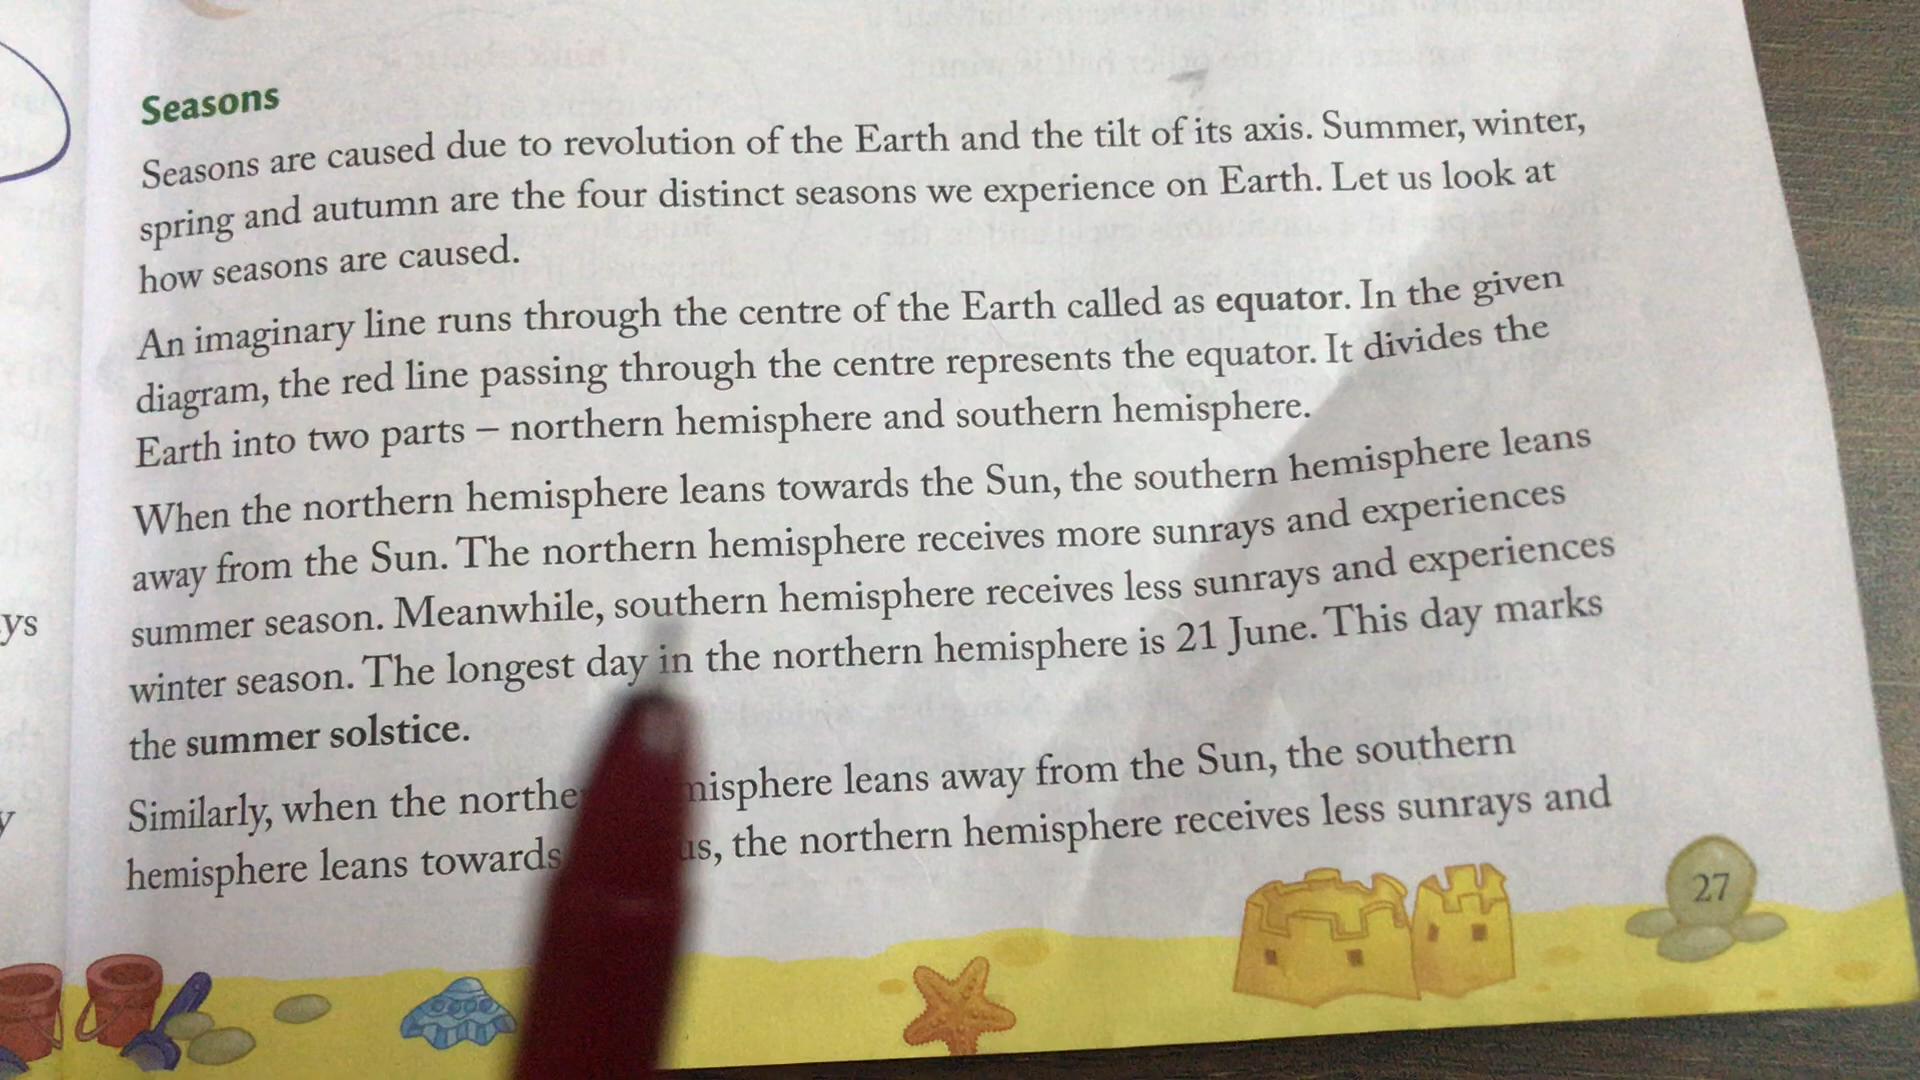 Seasons
Seasons are caused due to revolution of the Earth and the tilt of its axis. Summer, winter,
spring and autumn are the four distinct seasons we experience on Earth. Let us look at
how seasons are caused.
An imaginary line runs through the centre of the Earth called as equator. In the given
diagram, the red line passing through the centre represents the equator. It divides the
Earth into two parts – northern hemisphere and southern hemisphere.
When the northern hemisphere leans towards the Sun, the southern hemisphere leans
away from the Sun. The northern hemisphere receives more sunrays and experiences
summer season. Meanwhile, southern hemisphere receives less sunrays and experiences
winter season. The longest day in the northern hemisphere is 21 June. This day marks
the summer solstice.
Similarly, when the leans away from the Sun, the southern
hemisphere leans towards the northern hemisphere receives less sunrays and
27
ys
y